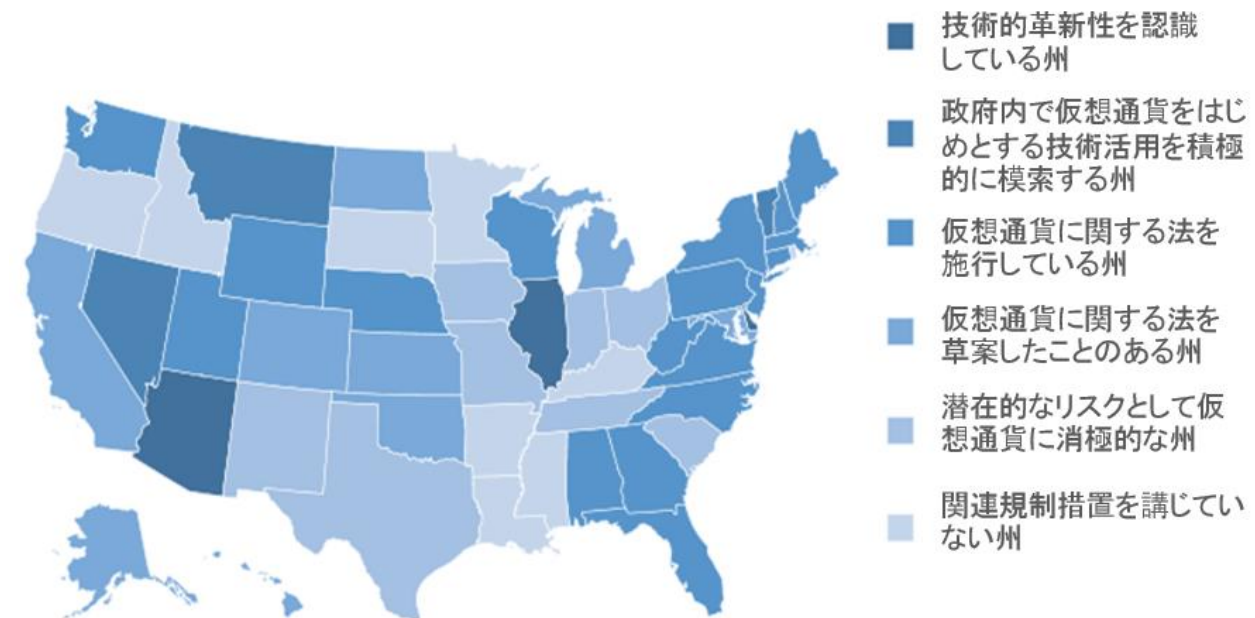 技術的革新性を認識
している州
政府内で仮想通貨をはじ
めとする技術活用を積極
的に模索する州
仮想通貨に関する法を
施行している州
仮想通貨に関する法を
草案したことのある州
潜在的なリスクとして仮
想通貨に消極的な州
関連規制措置を講じてい
ない州